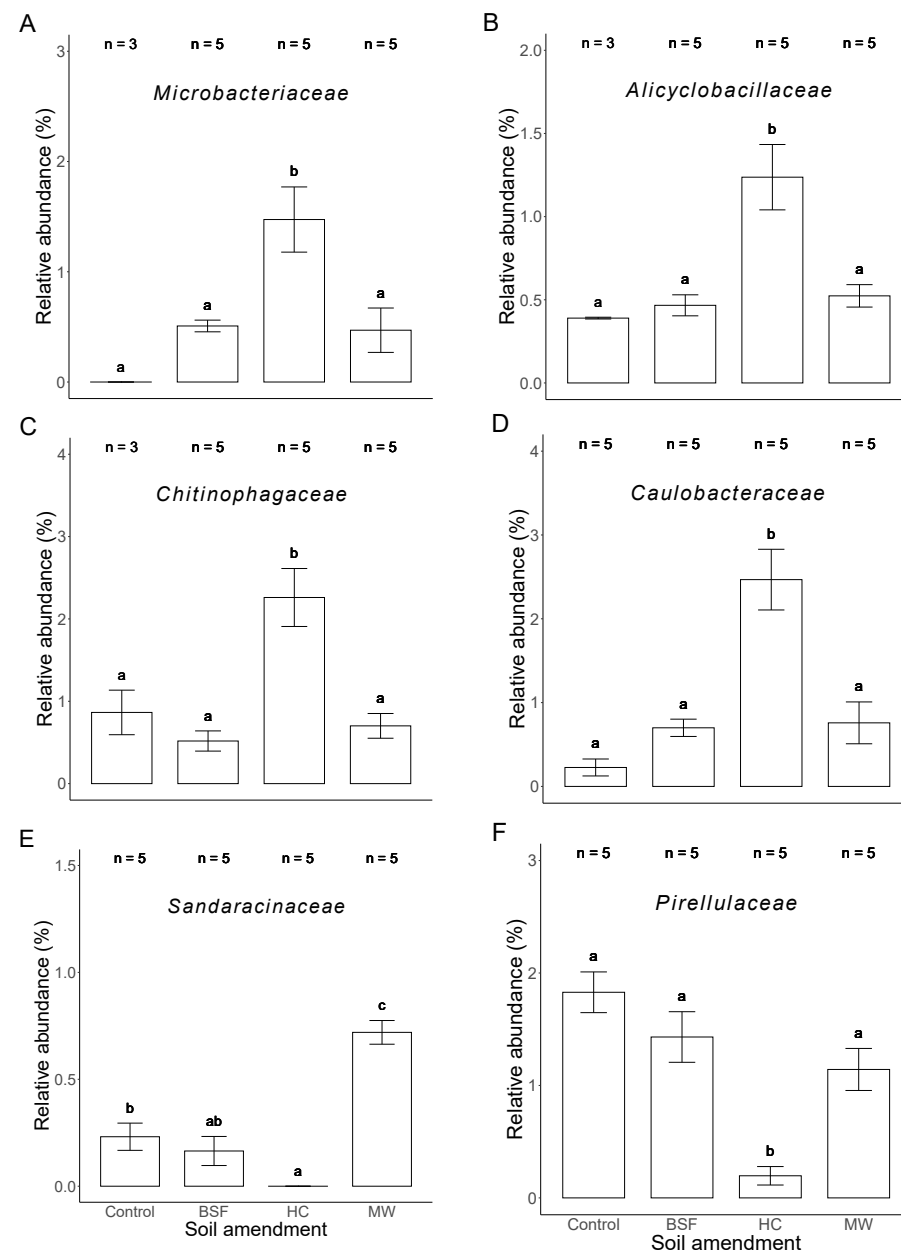 A
n = 3 n = 5 n = 5 n = 5
Microbacteriaceae
Relative abundance (%)
3
2
1
0
a a b a
B
n = 3 n = 5 n = 5 n = 5
Alicyclobacillaceae
Relative abundance (%)
2.0
1.5
1.0
0.5
0.0
a a b a
C
n = 3 n = 5 n = 5 n = 5
Chitinophagaceae
Relative abundance (%)
4
3
2
1
0
a a b a
D
n = 5 n = 5 n = 5 n = 5
Caulobacteraceae
Relative abundance (%)
4
3
2
1
0
a a b a
E
n = 5 n = 5 n = 5 n = 5
Sandaracinaceae
Relative abundance (%)
1.5
1.0
0.5
0.0
b ab a c
Control BSF HC MW
Soil amendment
F
n = 5 n = 5 n = 5 n = 5
Pirellulaceae
Relative abundance (%)
3
2
1
0
a a b a
Control BSF HC MW
Soil amendment